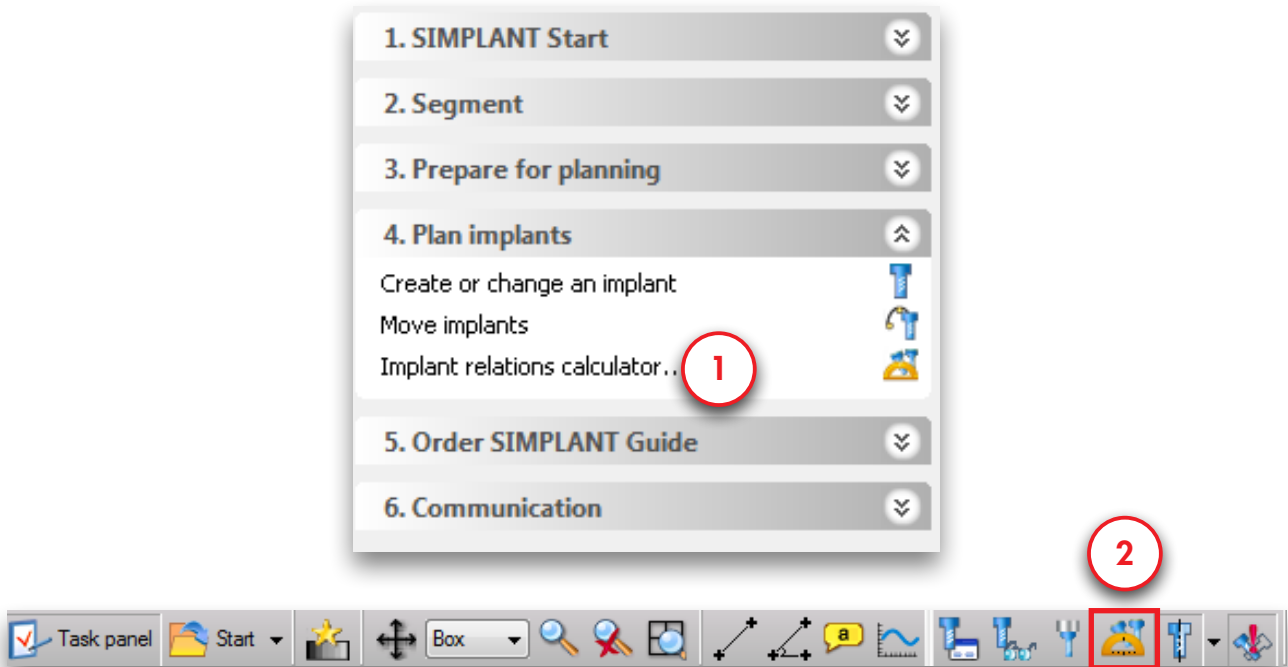 1. SIMPLANT Start
2. Segment
3. Prepare for planning
4. Plan implants
Create or change an implant
Move implants
Implant relations calculator..
1
5. Order SIMPLANT Guide
6. Communication
2
Task panel Start Box a